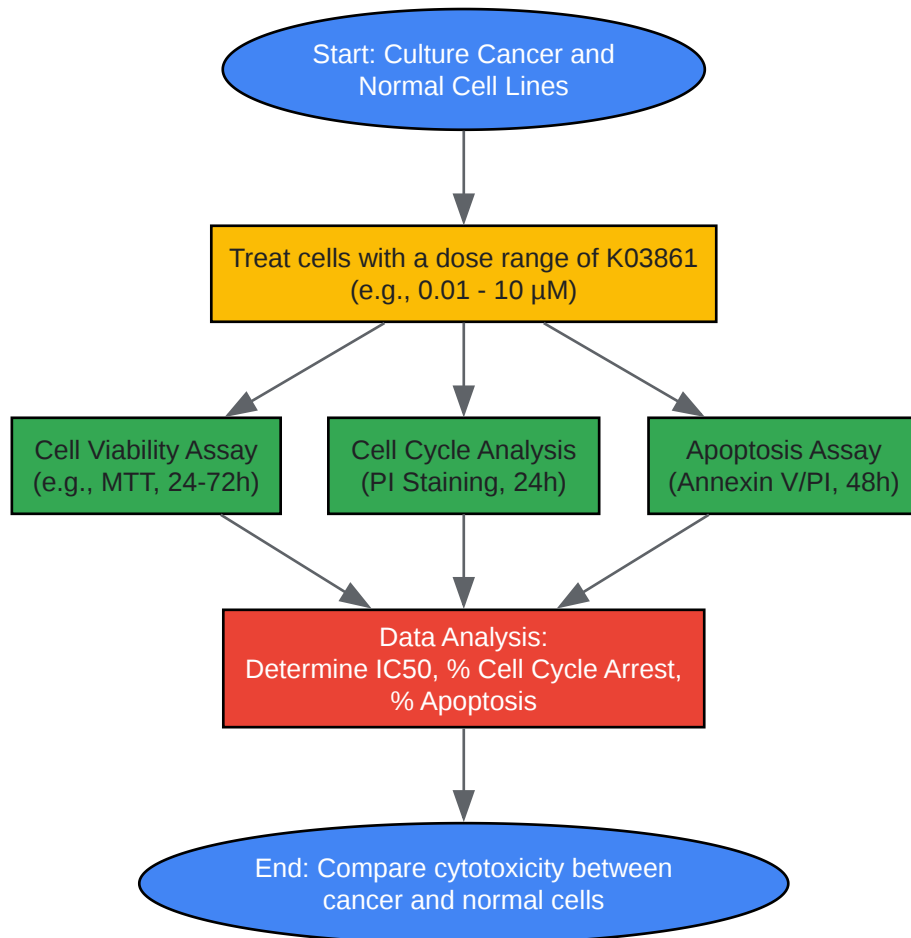 Start: Culture Cancer and
Normal Cell Lines
Treat cells with a dose range of K03861
(e.g., 0.01 - 10 µM)
Cell Viability Assay
(e.g., MTT, 24-72h)
Cell Cycle Analysis
(PI Staining, 24h)
Apoptosis Assay
(Annexin V/PI, 48h)
Data Analysis:
Determine IC50, % Cell Cycle Arrest,
% Apoptosis
End: Compare cytotoxicity between
cancer and normal cells